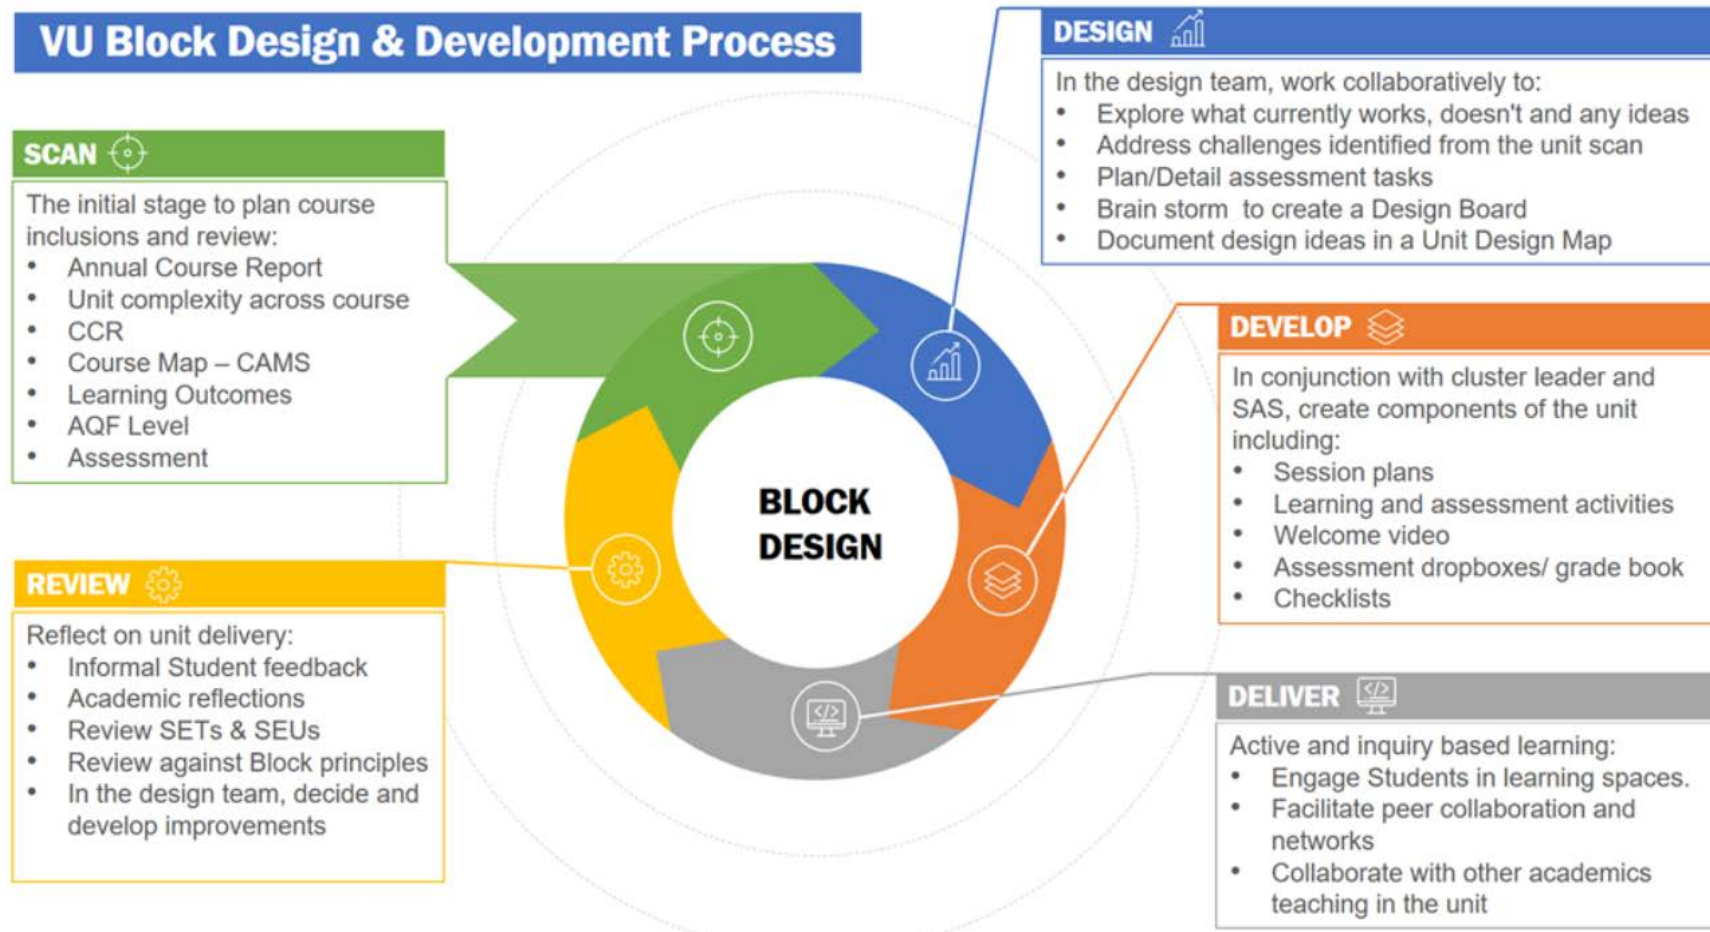 VU Block Design & Development Process
SCAN
The initial stage to plan course
inclusions and review:
• Annual Course Report
• Unit complexity across course
• CCR
• Course Map – CAMS
• Learning Outcomes
• AQF Level
• Assessment
DESIGN
In the design team, work collaboratively to:
• Explore what currently works, doesn't and any ideas
• Address challenges identified from the unit scan
• Plan/Detail assessment tasks
• Brain storm to create a Design Board
• Document design ideas in a Unit Design Map
DEVELOP
In conjunction with cluster leader and
SAS, create components of the unit
including:
• Session plans
• Learning and assessment activities
• Welcome video
• Assessment dropboxes/ grade book
• Checklists
DELIVER
Active and inquiry based learning:
• Engage Students in learning spaces.
• Facilitate peer collaboration and
networks
• Collaborate with other academics
teaching in the unit
REVIEW
Reflect on unit delivery:
• Informal Student feedback
• Academic reflections
• Review SETs & SEUs
• Review against Block principles
• In the design team, decide and
develop improvements
BLOCK
DESIGN